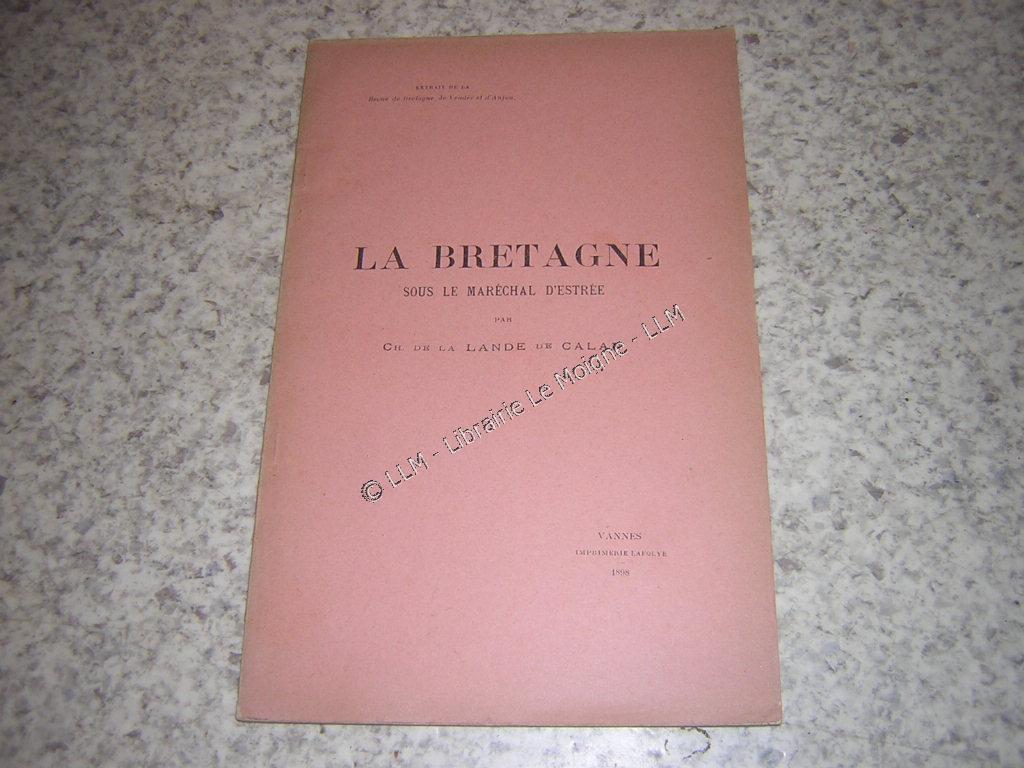 EXTRAIT DE LA
Revue de Bretagne, de Vendée et d'Anjou.
LA BRETAGNE
SOUS LE MARÉCHAL D'ESTRÉE
PAR
CH. DE LA LANDE DE CALAN
© LLM - Librairie Le Moigne - LLM
VANNES
IMPRIMERIE LAFOLYE
1898